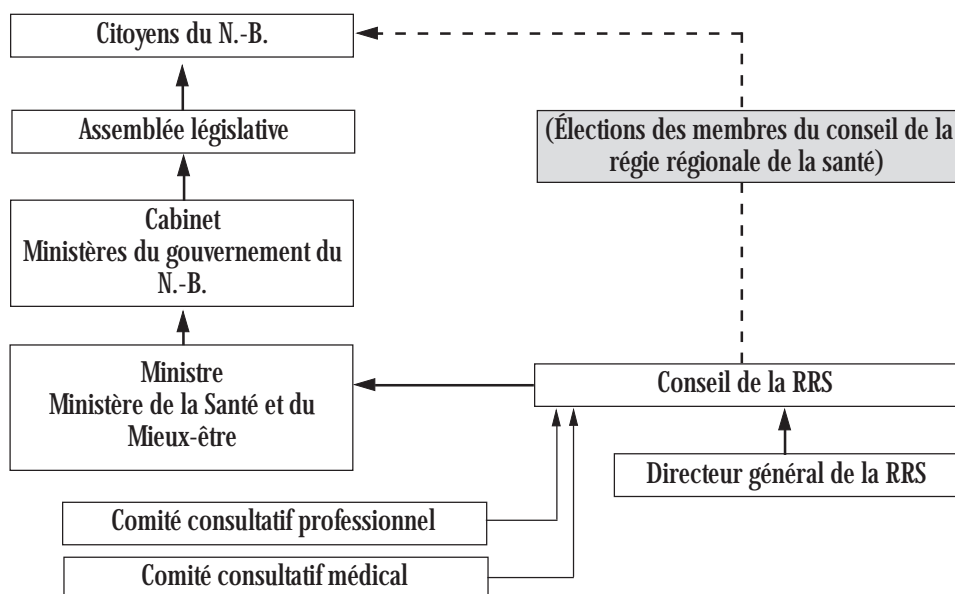 Citoyens du N.-B.
Assemblée législative
(Élections des membres du conseil de la
régie régionale de la santé)
Cabinet
Ministères du gouvernement du
N.-B.
Ministre
Ministère de la Santé et du
Mieux-être
Conseil de la RRS
Directeur général de la RRS
Comité consultatif professionnel
Comité consultatif médical